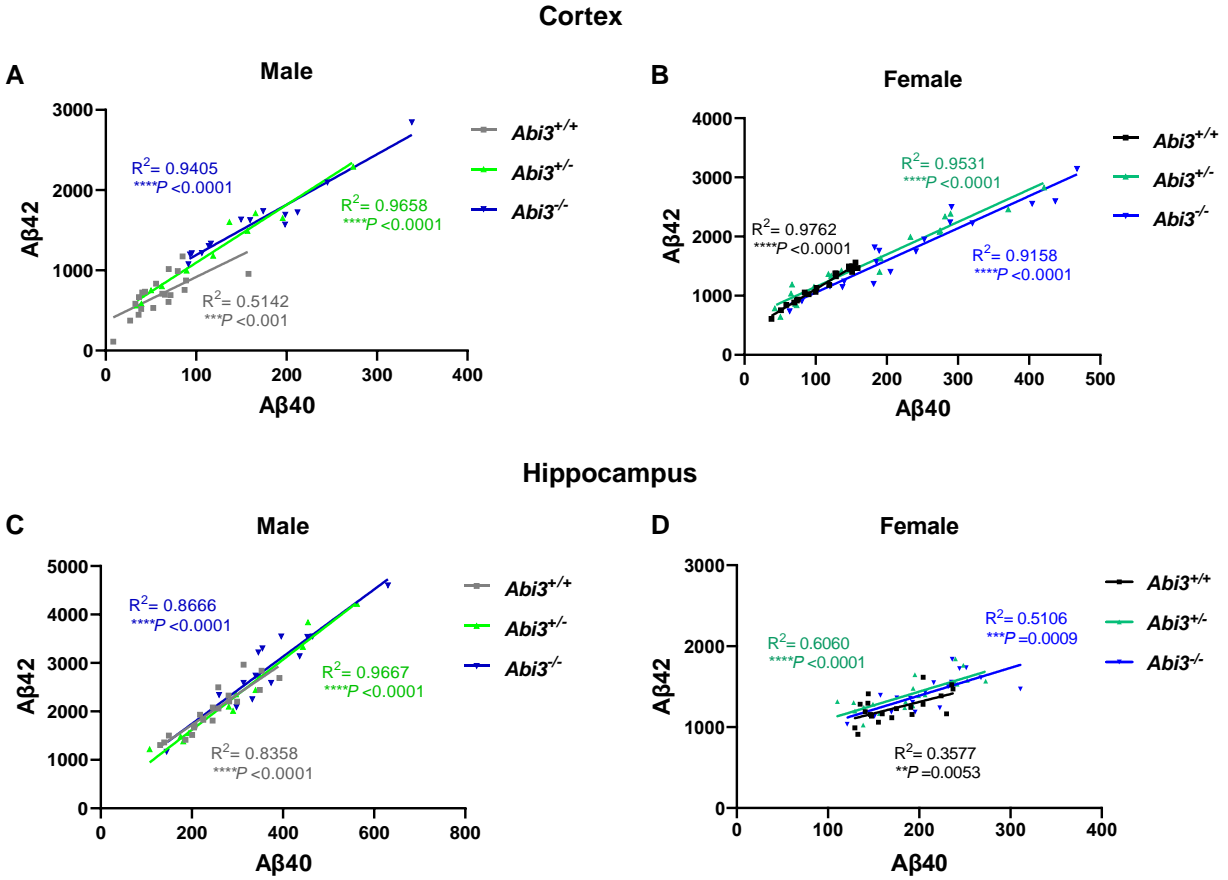 Cortex
A
Male
Aβ42
3000
2000
1000
0
0
100
200
300
400
Aβ40
R²= 0.9405
****P <0.0001
R²= 0.9658
****P <0.0001
R²= 0.5142
***P <0.001
Abi3+/+
Abi3+/-
Abi3-/-
B
Female
Aβ42
4000
3000
2000
1000
0
0
100
200
300
400
500
Aβ40
R²= 0.9531
****P <0.0001
R²= 0.9762
****P <0.0001
R²= 0.9158
****P <0.0001
Abi3+/+
Abi3+/-
Abi3-/-
Hippocampus
C
Male
Aβ42
5000
4000
3000
2000
1000
0
0
200
400
600
800
Aβ40
R²= 0.8666
****P <0.0001
R²= 0.9667
****P <0.0001
R²= 0.8358
****P <0.0001
Abi3+/+
Abi3+/-
Abi3-/-
D
Female
Aβ42
3000
2000
1000
0
0
100
200
300
400
Aβ40
R²= 0.6060
****P <0.0001
R²= 0.5106
***P =0.0009
R²= 0.3577
**P =0.0053
Abi3+/+
Abi3+/-
Abi3-/-